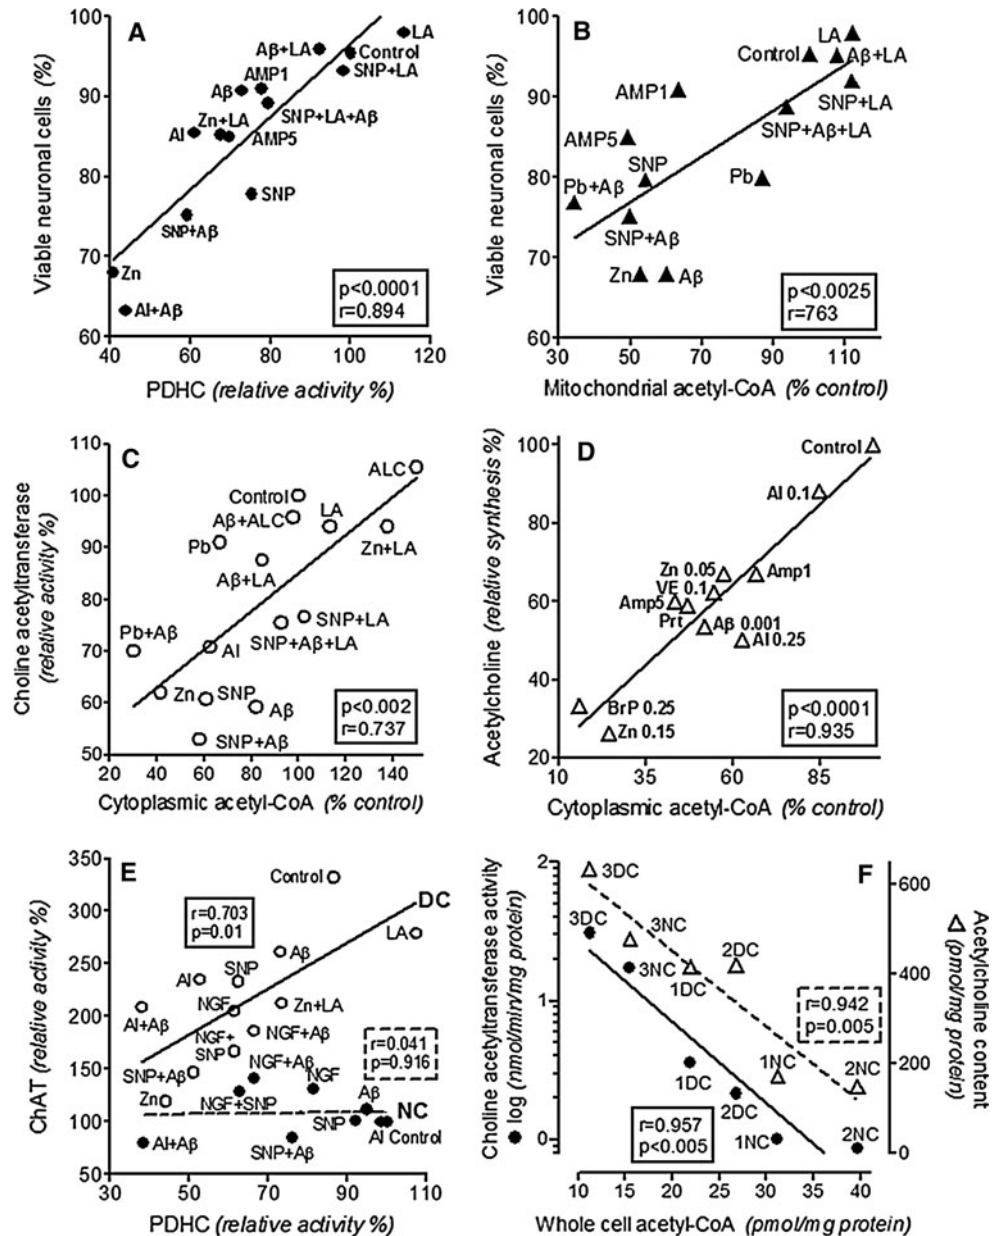 A
Viable neuronal cells (%)
100
90
80
70
60
40
60
80
100
120
PDHC (relative activity %)
LA
Aβ+LA
Control
SNP+LA
AMP1
Aβ
SNP+LA+Aβ
Zn+LA
Al
AMP5
SNP
SNP+Aβ
Zn
Al+Aβ
p<0.0001
r=0.894
B
Viable neuronal cells (%)
100
90
80
70
60
30
50
70
90
110
Mitochondrial acetyl-CoA (% control)
LA
Control
Aβ+LA
SNP+LA
AMP1
SNP+Aβ+LA
AMP5
SNP
Pb
Pb+Aβ
SNP+Aβ
Zn
Aβ
p<0.0025
r=763
C
Choline acetyltransferase
(relative activity %)
110
100
90
80
70
60
50
20
40
60
80
100
120
140
Cytoplasmic acetyl-CoA (% control)
ALC
Control
Aβ+ALC
LA
Pb
Zn+LA
Aβ+LA
SNP+LA
SNP+Aβ+LA
Pb+Aβ
Al
Zn
SNP
Aβ
SNP+Aβ
p<0.002
r=0.737
D
Acetylcholine (relative synthesis %)
100
80
60
40
20
10
35
60
85
Cytoplasmic acetyl-CoA (% control)
Control
Al 0.1
Zn 0.05
Amp1
VE 0.1
Amp5
Prt
Aβ 0.001
Al 0.25
BrP 0.25
Zn 0.15
p<0.0001
r=0.935
E
ChAT (relative activity %)
350
300
250
200
150
100
50
30
50
70
90
110
PDHC (relative activity %)
Control
DC
r=0.703
p=0.01
LA
Aβ
Al
SNP
Zn+LA
NGF
Al+Aβ
NGF+Aβ
NGF+
SNP
r=0.041
p=0.916
SNP+Aβ
NGF+Aβ
NGF
Zn
NGF+SNP
Aβ
NC
SNP
Al Control
Al+Aβ
SNP+Aβ
F
Choline acetyltransferase activity
log (nmol/min/mg protein)
2
1
0
10
15
20
25
30
35
40
Whole cell acetyl-CoA (pmol/mg protein)
600
400
200
0
Acetylcholine content
(pmol/mg protein)
3DC
3DC
3NC
3NC
2DC
1DC
r=0.942
p=0.005
1NC
2NC
1DC
2DC
1NC
2NC
r=0.957
p<0.005